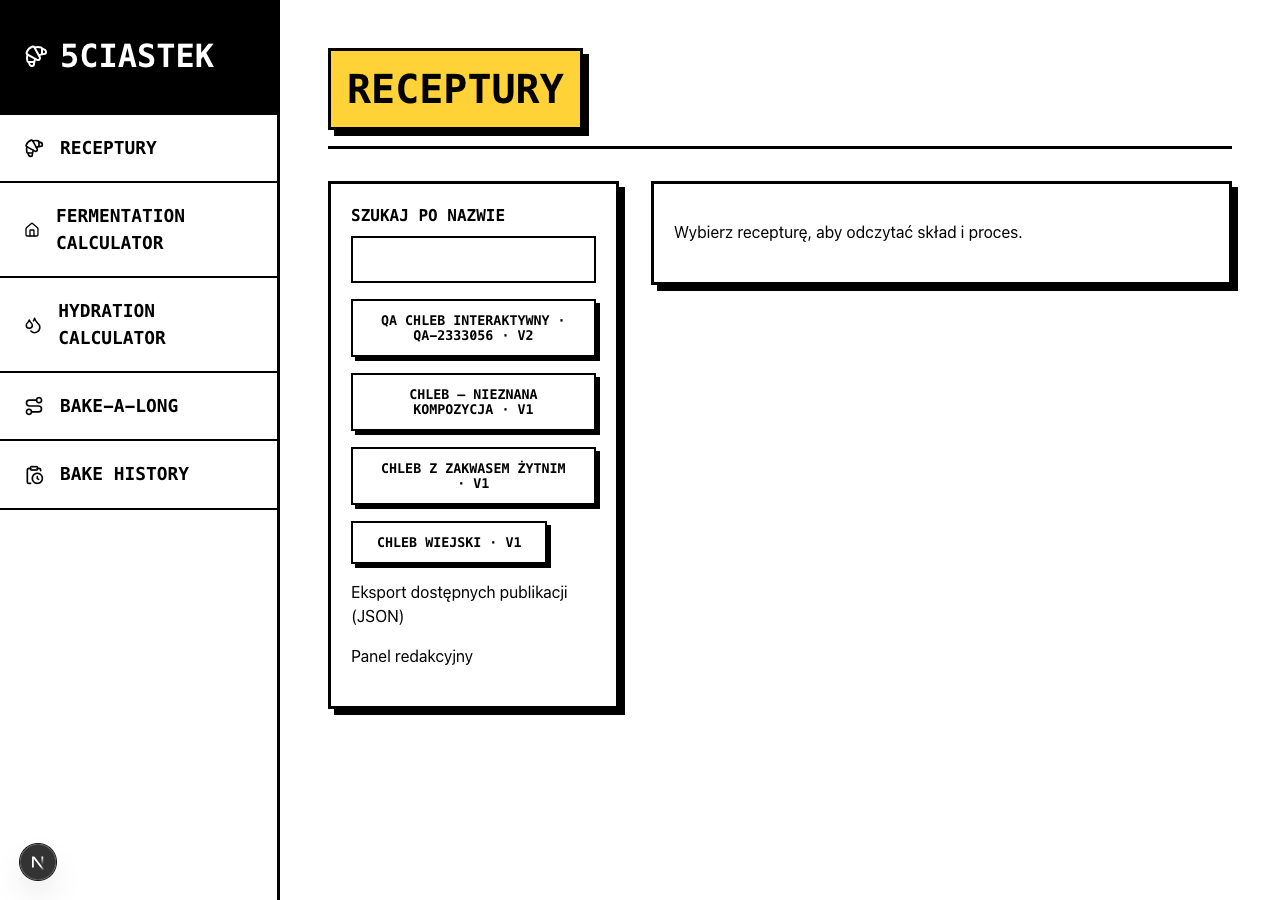 5CIASTEK
RECEPTURY
FERMENTATION
CALCULATOR
HYDRATION
CALCULATOR
BAKE-A-LONG
BAKE HISTORY
RECEPTURY
SZUKAJ PO NAZWIE
QA CHLEB INTERAKTYWNY ·
QA-2333056 · V2
CHLEB — NIEZNANA
KOMPOZYCJA · V1
CHLEB Z ZAKWASEM ŻYTNIM
· V1
CHLEB WIEJSKI · V1
Eksport dostępnych publikacji
(JSON)
Panel redakcyjny
Wybierz recepturę, aby odczytać skład i proces.
N